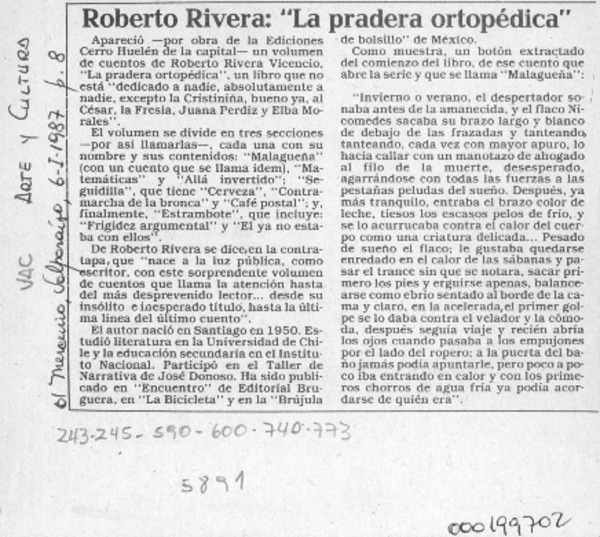 Roberto Rivera: "La pradera ortopédica"
Apareció —por obra de la Ediciones
Cerro Huelén de la capital— un volumen
de cuentos de Roberto Rivera Vicencio,
"La pradera ortopédica", un libro que no
está "dedicado a nadie, absolutamente a
nadie, excepto la Cristiniña, bueno ya, al
César, la Fresia, Juana Perdiz y Elba Mo-
rales".
El volumen se divide en tres secciones
—por así llamarlas—, cada una con su
nombre y sus contenidos: "Malagueña"
(con un cuento que se llama ídem), "Ma-
temáticas" y "Allá invertido"; "Se-
guidilla", que tiene "Cerveza", "Contra-
marcha de la bronca" y "Café postal"; y,
finalmente, "Estrambote", que incluye:
"Frigidez argumental" y "El ya no esta-
ba con ellos".
De Roberto Rivera se dice, en la contra-
tapa, que "nace a la luz pública, como
escritor, con este sorprendente volumen
de cuentos que llama la atención hasta
del más desprevenido lector... desde su
insólito e inesperado título, hasta la úl-
tima línea del último cuento".
El autor nació en Santiago en 1950. Es-
tudió literatura en la Universidad de Chi-
le y la educación secundaria en el Institu-
to Nacional. Participó en el Taller de
Narrativa de José Donoso. Ha sido publi-
cado en "Encuentro" de Editorial Bru-
guera, en "La Bicicleta" y en la "Brújula
de bolsillo" de México.
Como muestra, un botón extractado
del comienzo del libro, de ese cuento que
abre la serie y que se llama "Malagueña":
"Invierno o verano, el despertador so-
naba antes de la amanecida, y el flaco Ni-
comedes sacaba su brazo largo y blanco
de debajo de las frazadas y tanteando,
tanteando, cada vez con mayor apuro, lo
hacía callar con un manotazo de ahogado
al filo de la muerte, desesperado,
agarrándose con todas las fuerzas a las
pestañas peludas del sueño. Después, ya
más tranquilo, entraba el brazo color de
leche, tiesos los escasos pelos de frío, y
se lo acurrucaba contra el calor del cuer-
po como una criatura delicada... Pesado
de sueño el flaco; le gustaba quedarse
enredado en el calor de las sábanas y pa-
sar el trance sin que se notara, sacar pri-
mero los pies y erguirse apenas, balance-
arse como ebrio sentado al borde de la ca-
ma y claro, en la acelerada, el primer gol-
pe se lo daba contra el velador y la cómo-
da, después seguía viaje y recién abría
los ojos cuando pasaba a los empujones
por el lado del ropero; a la puerta del ba-
ño jamás podía apuntarle, pero poco a po-
co iba entrando en calor y con los prime-
ros chorros de agua fría ya podía acor-
darse de quién era".
VAC ARTE Y CULTURA
El Mercurio, Valparaíso, 6-I-1987 p. 8
243-245- 590-600-740-773
5891
000199702